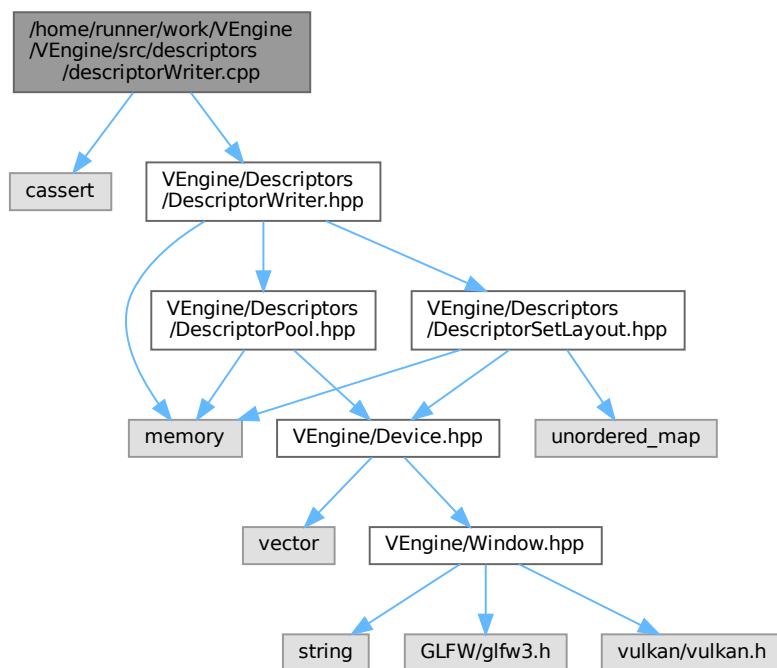 /home/runner/work/VEngine
/VEngine/src/descriptors
/descriptorWriter.cpp
cassert
VEngine/Descriptors
/DescriptorWriter.hpp
VEngine/Descriptors
/DescriptorPool.hpp
VEngine/Descriptors
/DescriptorSetLayout.hpp
memory
VEngine/Device.hpp
unordered_map
vector
VEngine/Window.hpp
string
GLFW/glfw3.h
vulkan/vulkan.h